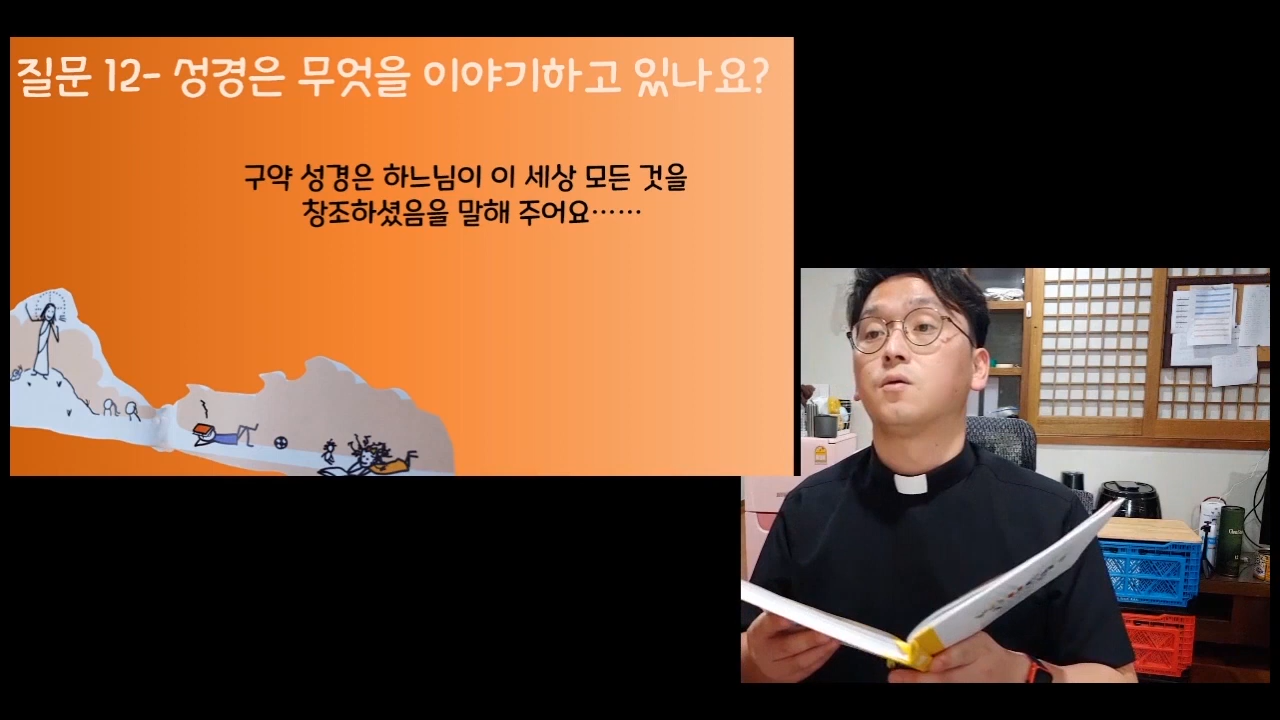 질문 12- 성경은 무엇을 이야기하고 있나요?
구약 성경은 하느님이 이 세상 모든 것을
창조하셨음을 말해 주어요……